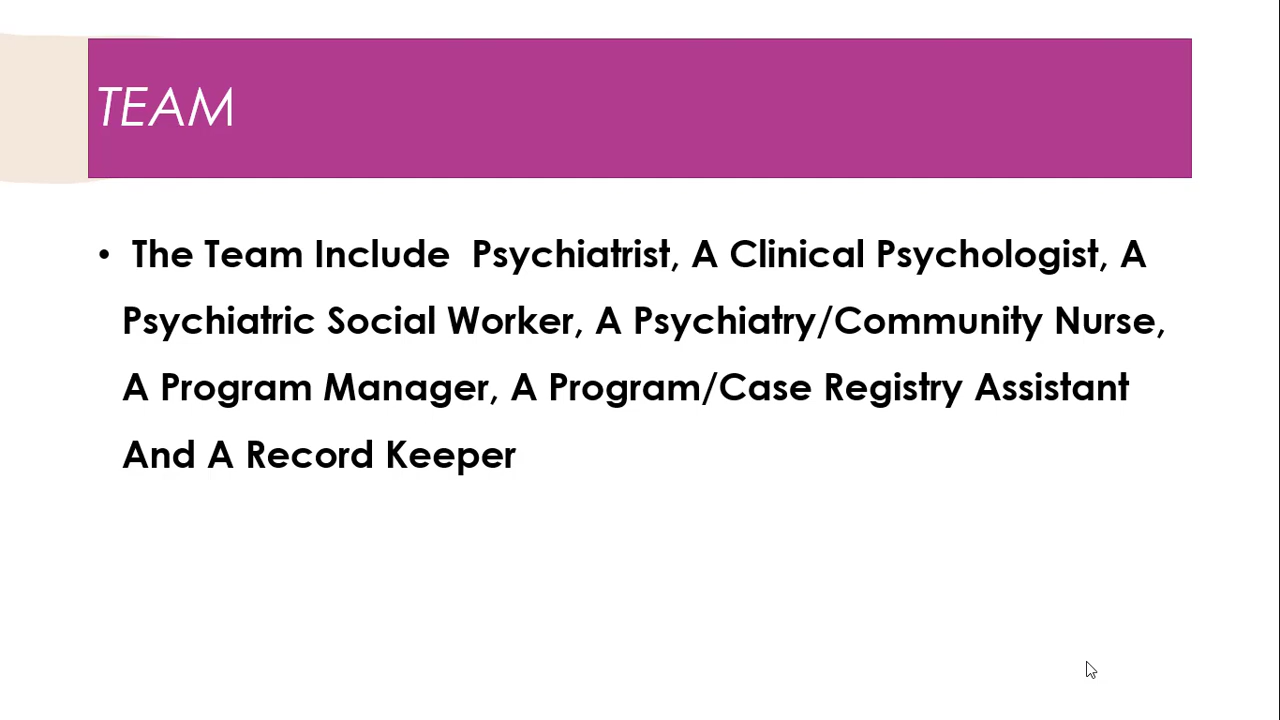 TEAM
• The Team Include  Psychiatrist, A Clinical Psychologist, A
Psychiatric Social Worker, A Psychiatry/Community Nurse,
A Program Manager, A Program/Case Registry Assistant
And A Record Keeper